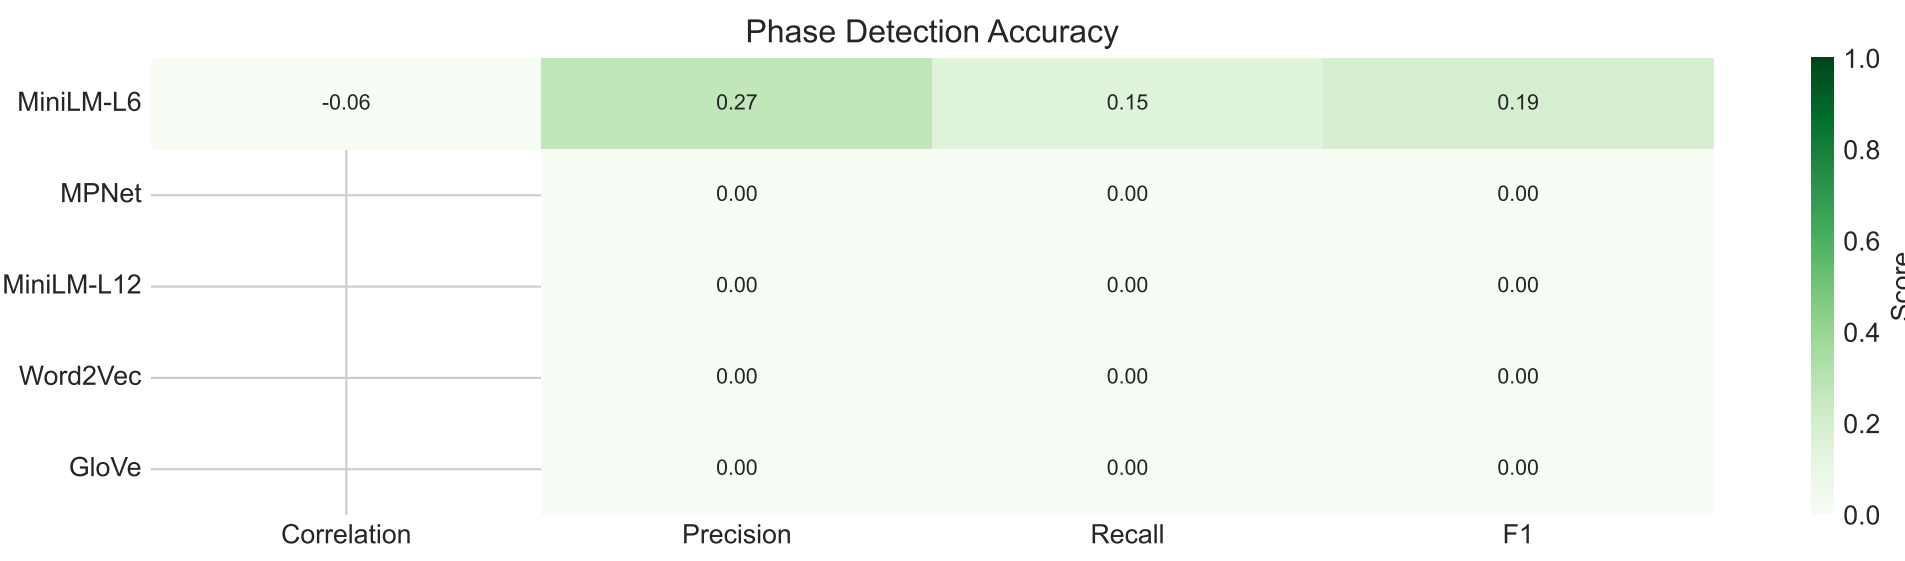 Phase Detection Accuracy
MiniLM-L6 -0.06 0.27 0.15 0.19
MPNet 0.00 0.00 0.00
MiniLM-L12 0.00 0.00 0.00
Word2Vec 0.00 0.00 0.00
GloVe 0.00 0.00 0.00
Correlation Precision Recall F1
1.0
0.8
0.6
0.4
0.2
0.0
Score